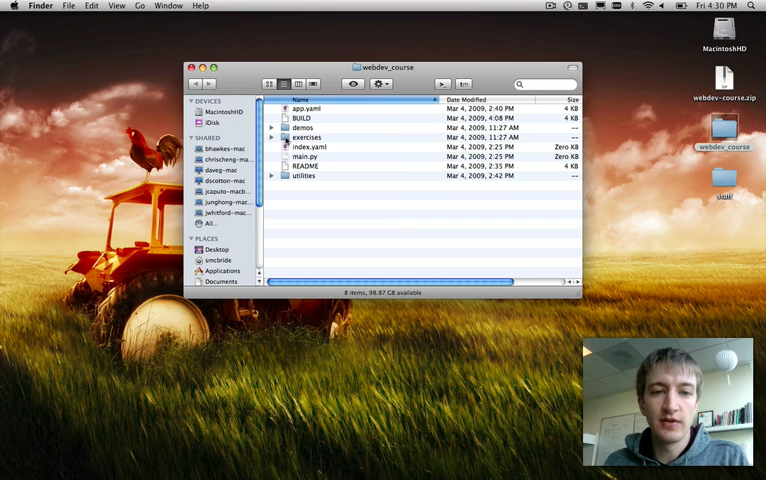 Finder File Edit View Go Window Help Fri 4:30 PM
webdev_course
Name Date Modified Size
DEVICES
MacintoshHD
iDisk
SHARED
bhawkes-mac
chrischeng-mac...
daveg-mac
dscotton-mac
jcaputo-macb...
junghong-mac...
jwhitford-mac...
All...
PLACES
Desktop
smcbride
Applications
Documents
app.yaml Mar 4, 2009, 2:40 PM 4 KB
BUILD Mar 4, 2009, 4:08 PM 4 KB
demos Mar 4, 2009, 11:27 AM --
exercises Mar 4, 2009, 11:27 AM --
index.yaml Mar 4, 2009, 2:25 PM Zero KB
main.py Mar 4, 2009, 2:25 PM Zero KB
README Mar 4, 2009, 2:35 PM 4 KB
utilities Mar 4, 2009, 2:42 PM --
8 items, 98.87 GB available
MacintoshHD
webdev-course.zip
webdev_course
stuff